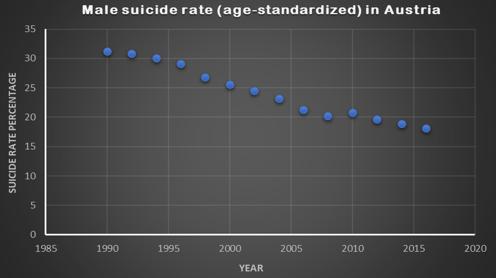 Male suicide rate (age-standardized) in Austria
SUICIDE RATE PERCENTAGE
35
30
25
20
15
10
5
0
1985 1990 1995 2000 2005 2010 2015 2020
YEAR